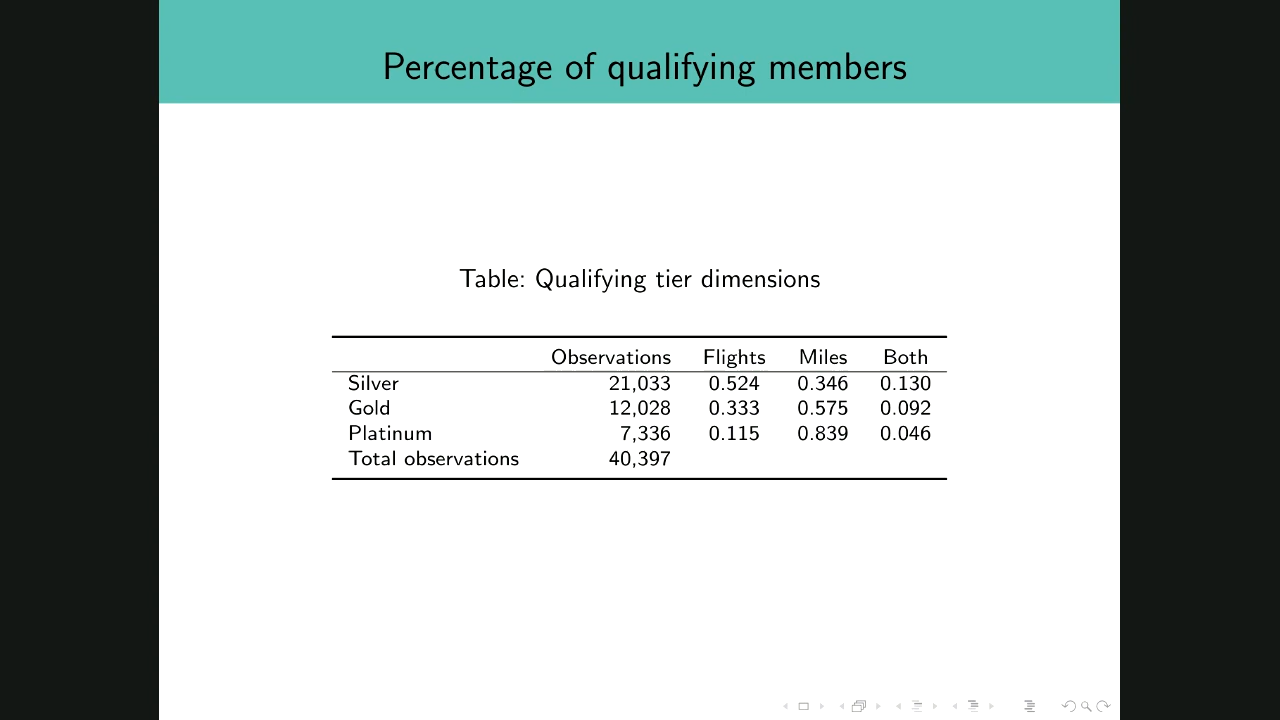 Percentage of qualifying members
Table: Qualifying tier dimensions
Observations Flights Miles Both
Silver 21,033 0.524 0.346 0.130
Gold 12,028 0.333 0.575 0.092
Platinum 7,336 0.115 0.839 0.046
Total observations 40,397